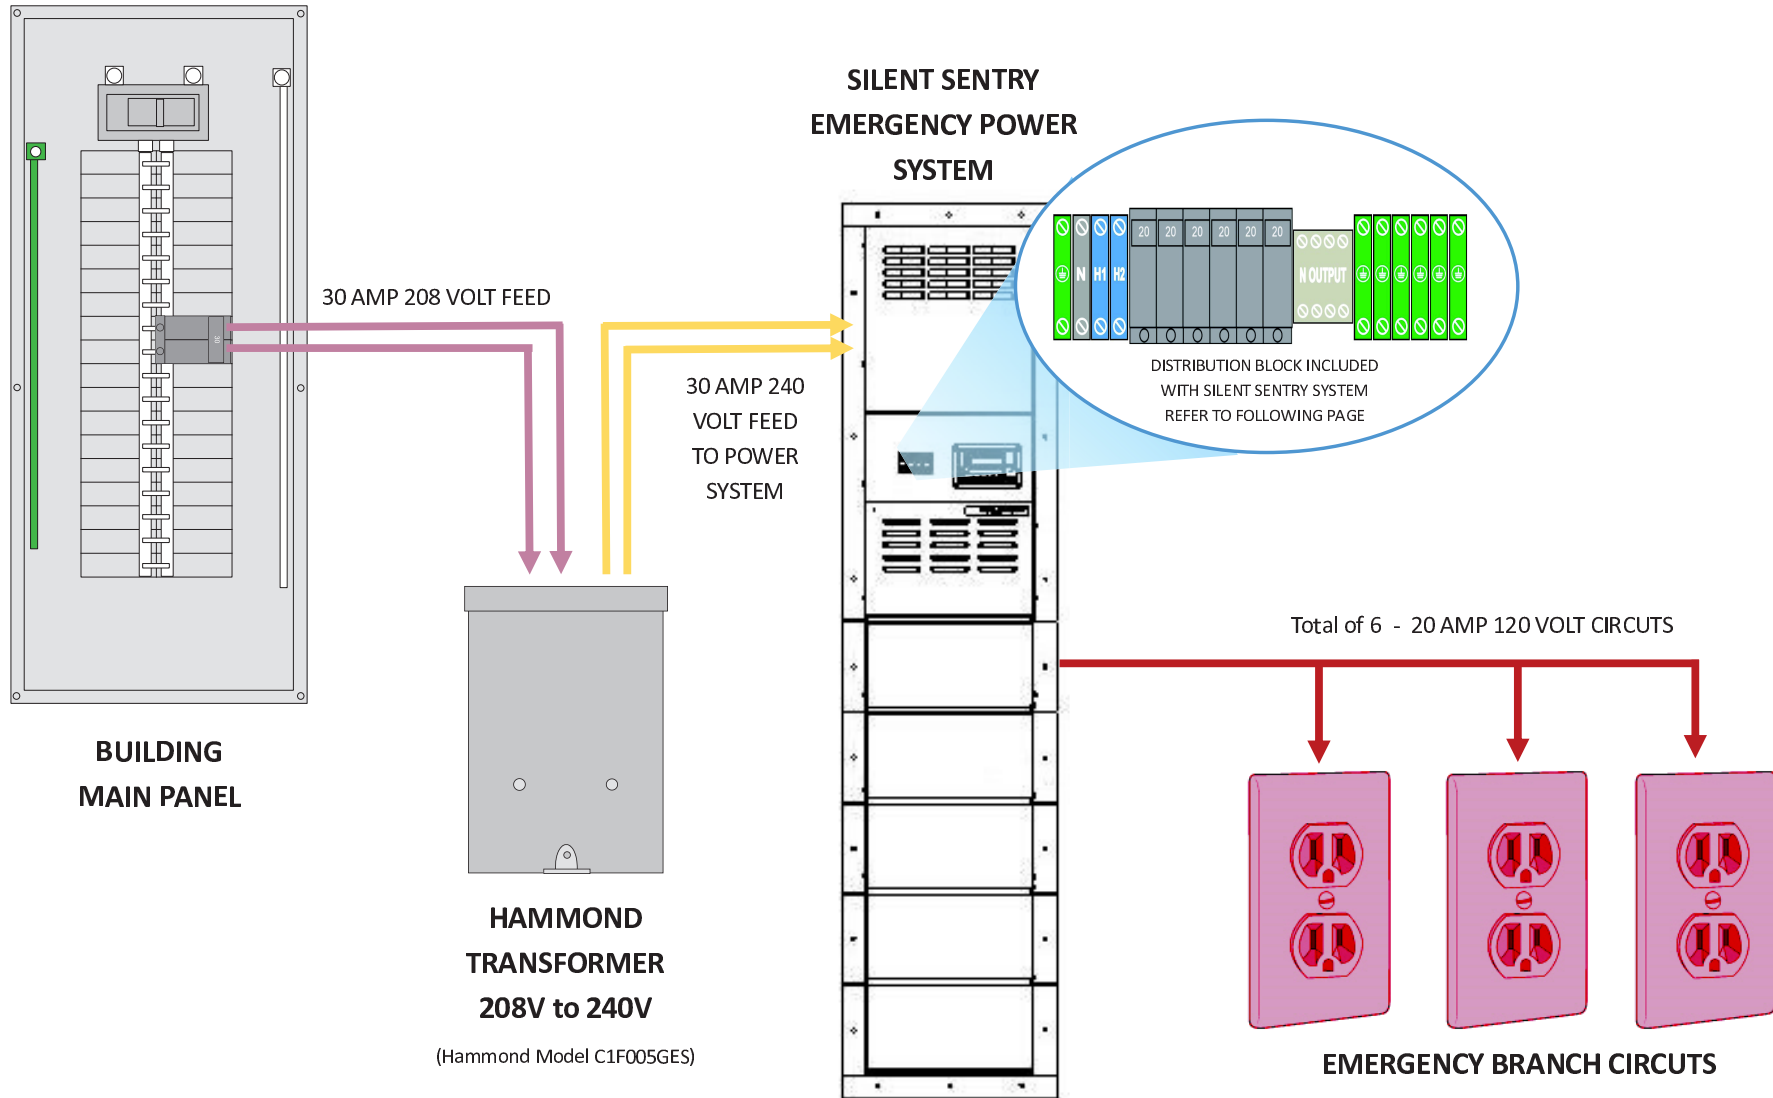 SILENT SENTRY
EMERGENCY POWER
SYSTEM
30 AMP 208 VOLT FEED
30
30 AMP 240
VOLT FEED
TO POWER
SYSTEM
N
H1
H2
20
20
20
20
20
20
N OUTPUT
DISTRIBUTION BLOCK INCLUDED
WITH SILENT SENTRY SYSTEM
REFER TO FOLLOWING PAGE
Total of 6 - 20 AMP 120 VOLT CIRCUTS
BUILDING
MAIN PANEL
HAMMOND
TRANSFORMER
208V to 240V
(Hammond Model C1F005GES)
EMERGENCY BRANCH CIRCUTS